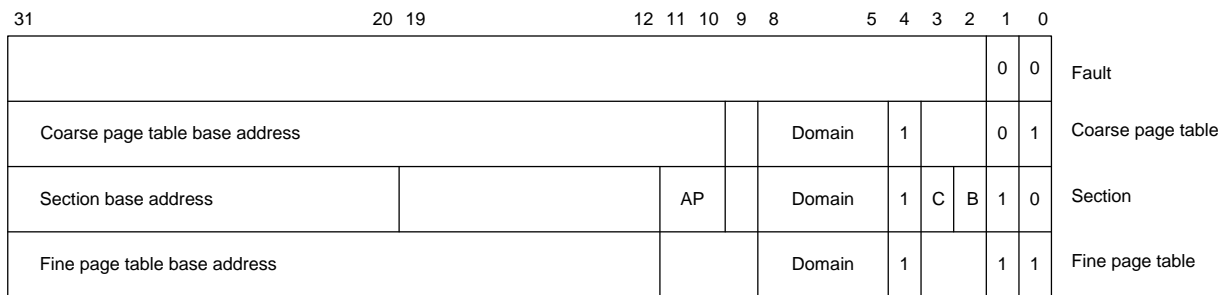 31 20 19 12 11 10 9 8 5 4 3 2 1 0
0 0 Fault
Coarse page table base address Domain 1 0 1 Coarse page table
Section base address AP Domain 1 C B 1 0 Section
Fine page table base address Domain 1 1 1 Fine page table